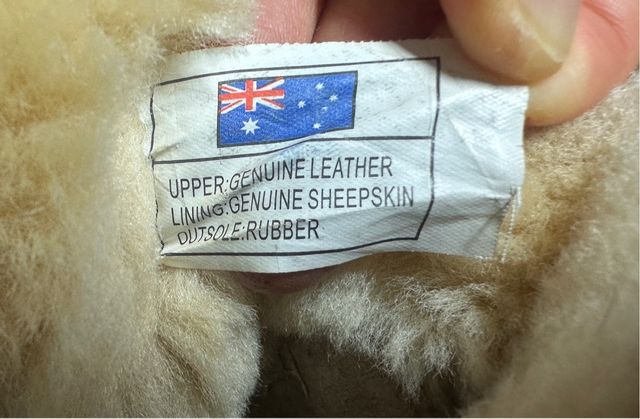 UPPER:GENUINE LEATHER
LINING:GENUINE SHEEPSKIN
OUTSOLE:RUBBER